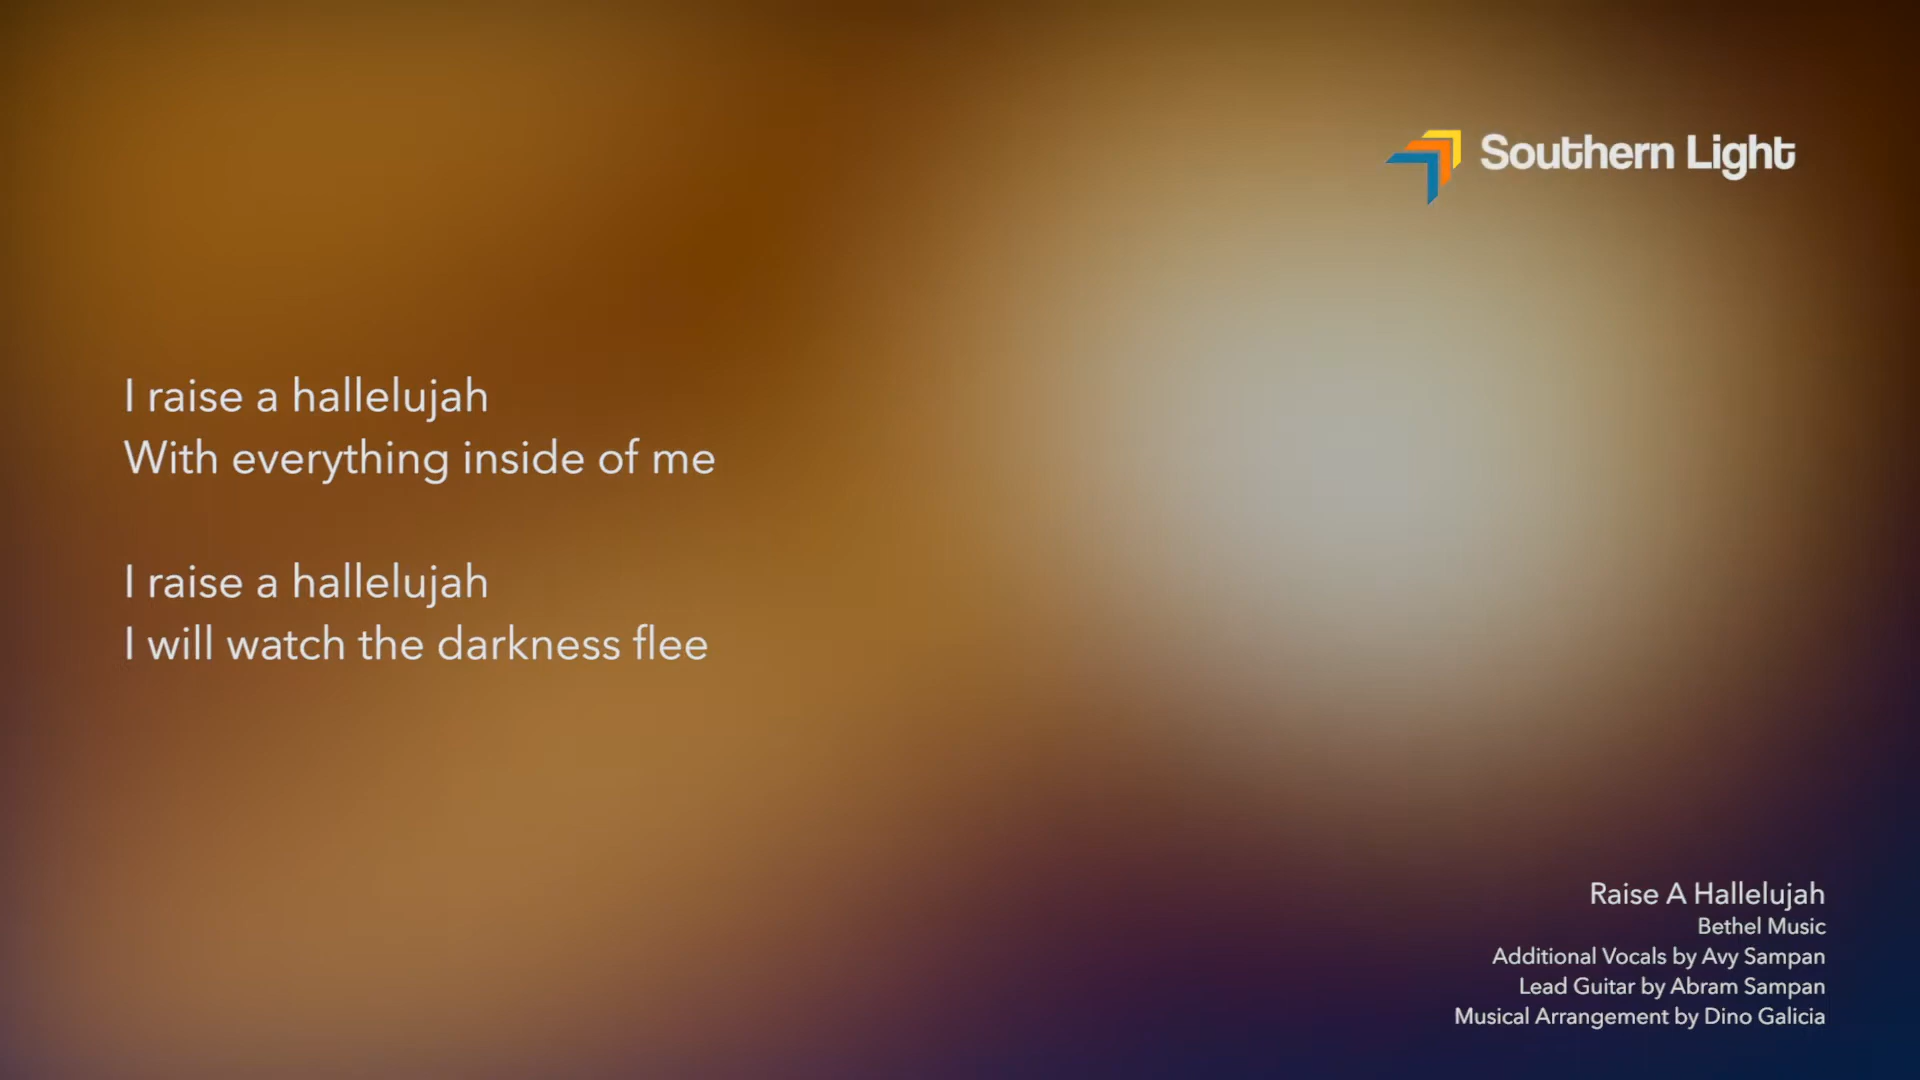 Southern Light
I raise a hallelujah
With everything inside of me
I raise a hallelujah
I will watch the darkness flee
Raise A Hallelujah
Bethel Music
Additional Vocals by Avy Sampan
Lead Guitar by Abram Sampan
Musical Arrangement by Dino Galicia